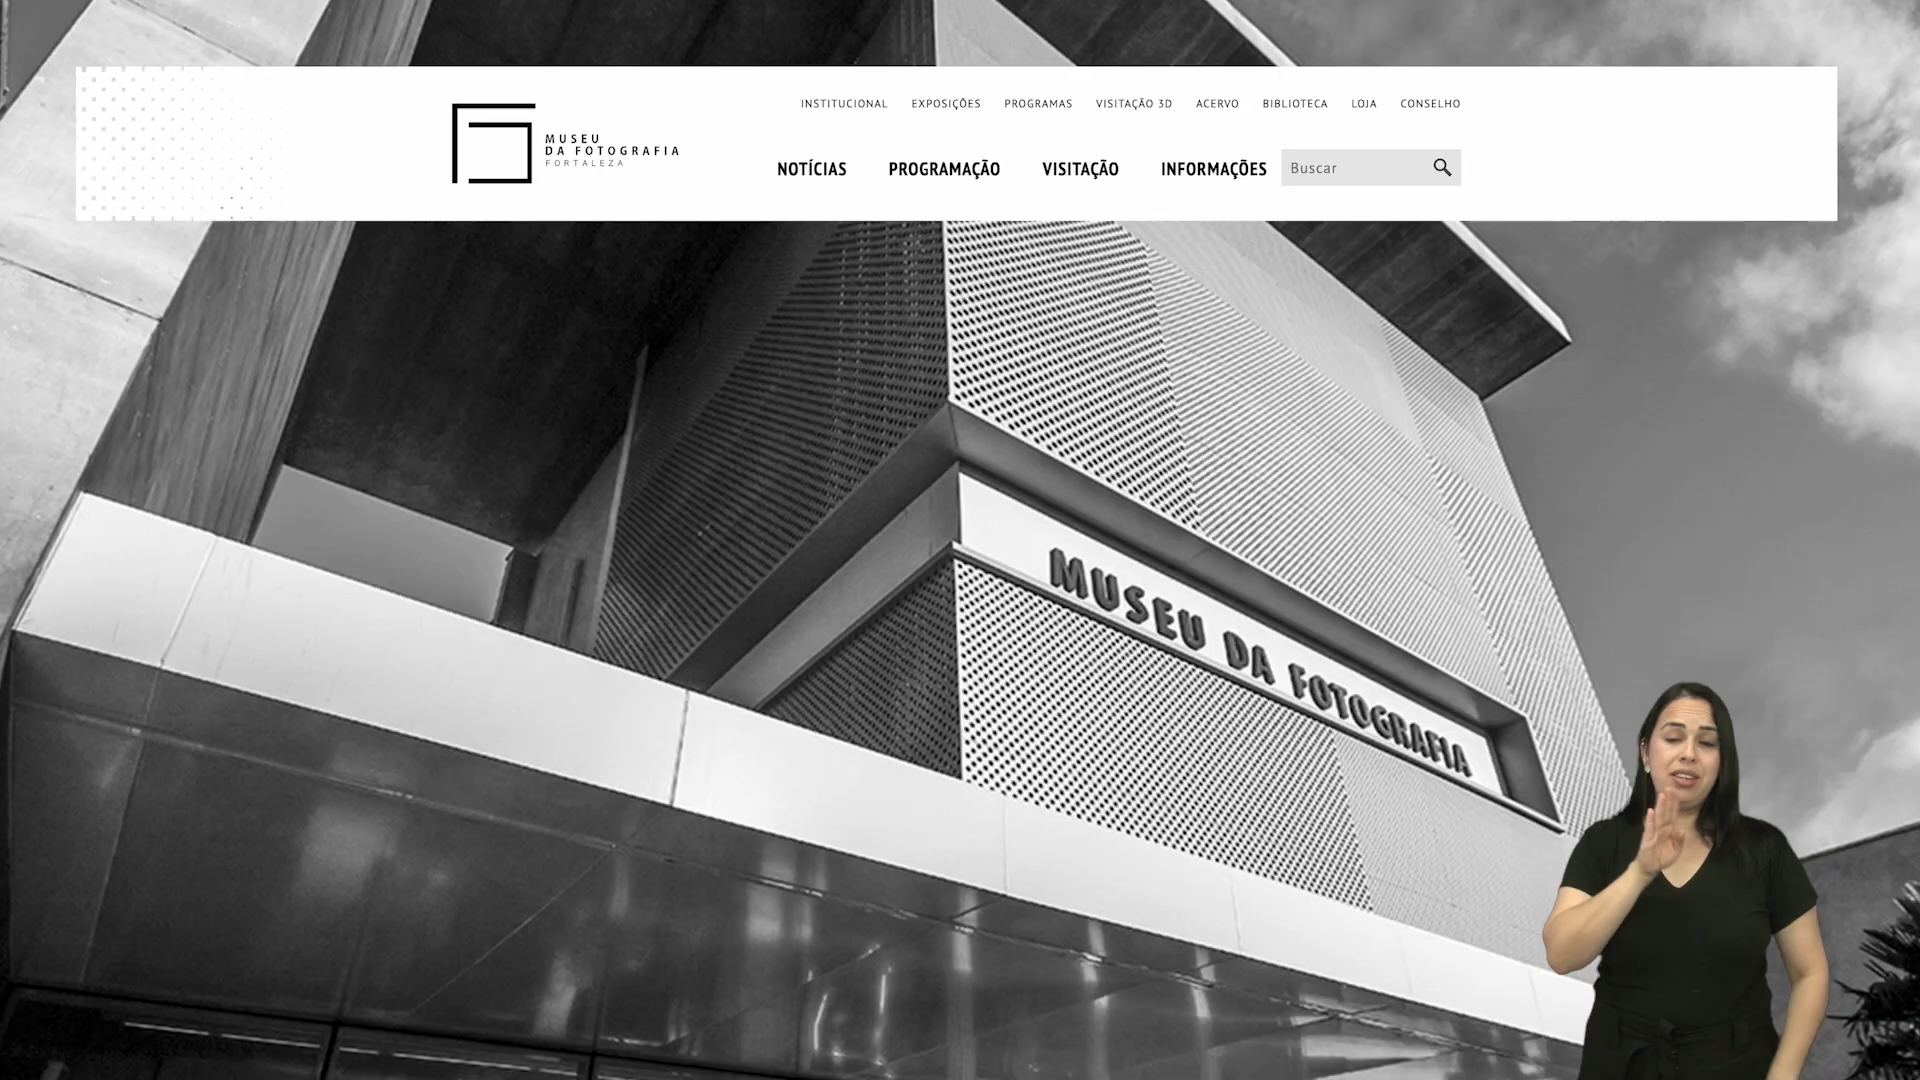 INSTITUCIONAL EXPOSIÇÕES PROGRAMAS VISITAÇÃO 3D ACERVO BIBLIOTECA LOJA CONSELHO
MUSEU
DA FOTOGRAFIA
FORTALEZA
NOTÍCIAS PROGRAMAÇÃO VISITAÇÃO INFORMAÇÕES Buscar
MUSEU DA FOTOGRAFIA